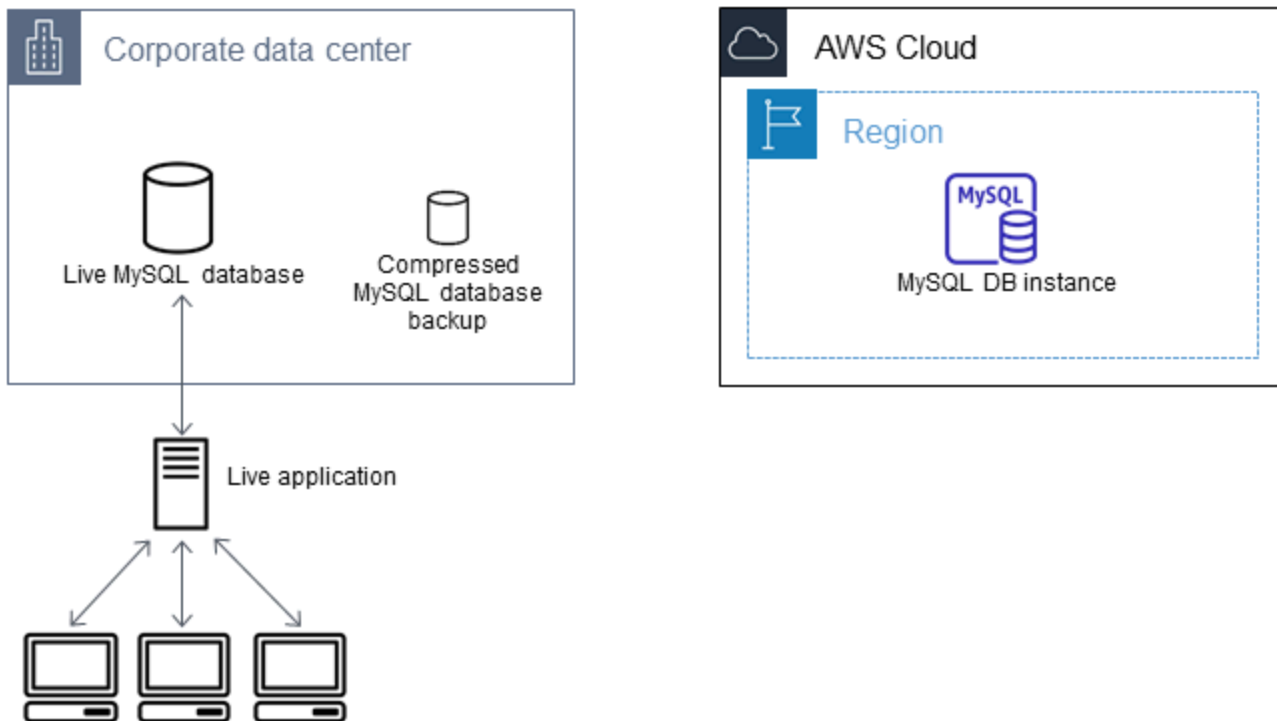 Corporate data center
AWS Cloud
Region
MySQL
Live MySQL database
Compressed
MySQL database
backup
MySQL DB instance
Live application